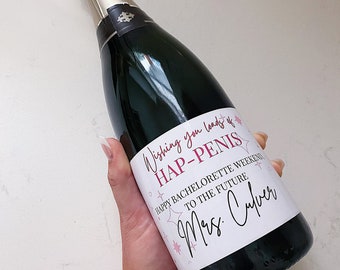 Wishing you loads of
HAP-PENIS
HAPPY BACHELORETTE WEEKEND
TO THE FUTURE
Mrs. Culver